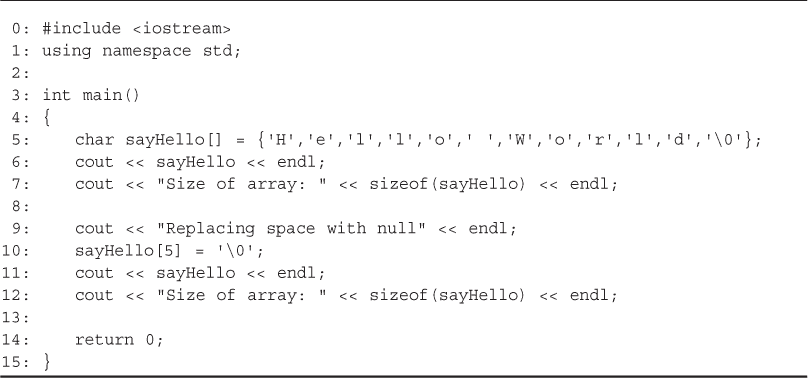 0: #include <iostream>
1: using namespace std;
2:
3: int main()
4: {
5:    char sayHello[] = {'H','e','l','l','o',' ','W','o','r','l','d','\0'};
6:    cout << sayHello << endl;
7:    cout << "Size of array: " << sizeof(sayHello) << endl;
8:
9:    cout << "Replacing space with null" << endl;
10:    sayHello[5] = '\0';
11:    cout << sayHello << endl;
12:    cout << "Size of array: " << sizeof(sayHello) << endl;
13:
14:    return 0;
15: }